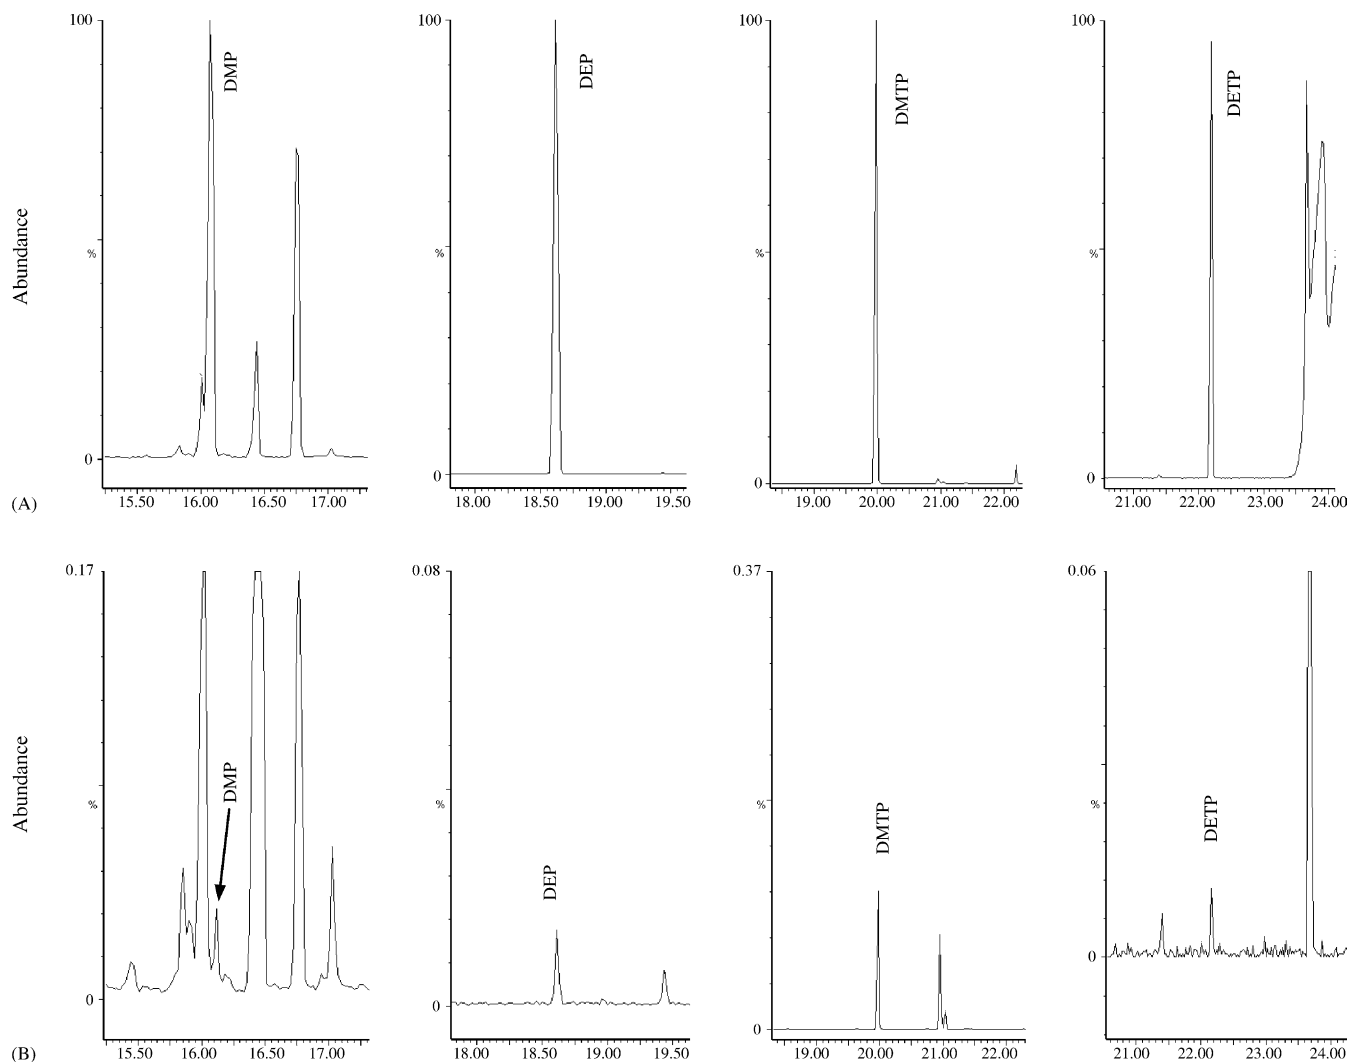 100
DMP
%
0
15.50 16.00 16.50 17.00
100
DEP
%
0
18.00 18.50 19.00 19.50
100
DMTP
%
0
19.00 20.00 21.00 22.00
100
DETP
%
0
21.00 22.00 23.00 24.00
Abundance
(A)
0.17
DMP
%
0
15.50 16.00 16.50 17.00
0.08
DEP
%
0
18.00 18.50 19.00 19.50
0.37
DMTP
%
0
19.00 20.00 21.00 22.00
0.06
DETP
%
0
21.00 22.00 23.00 24.00
Abundance
(B)